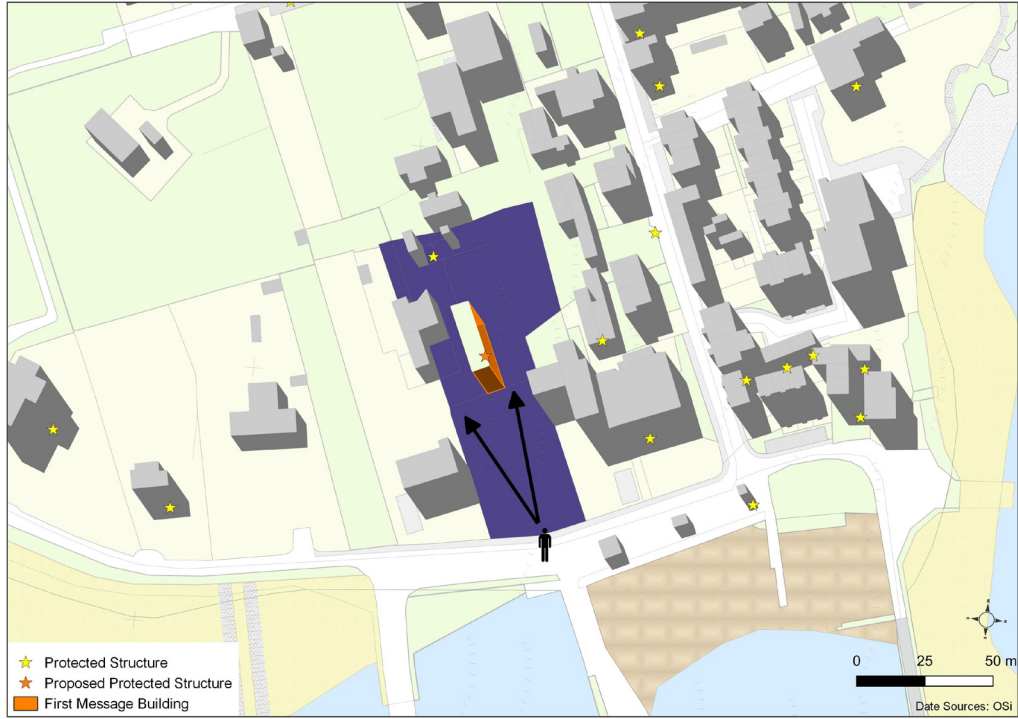 Protected Structure
Proposed Protected Structure
First Message Building
0 25 50 m
Date Sources: OSi